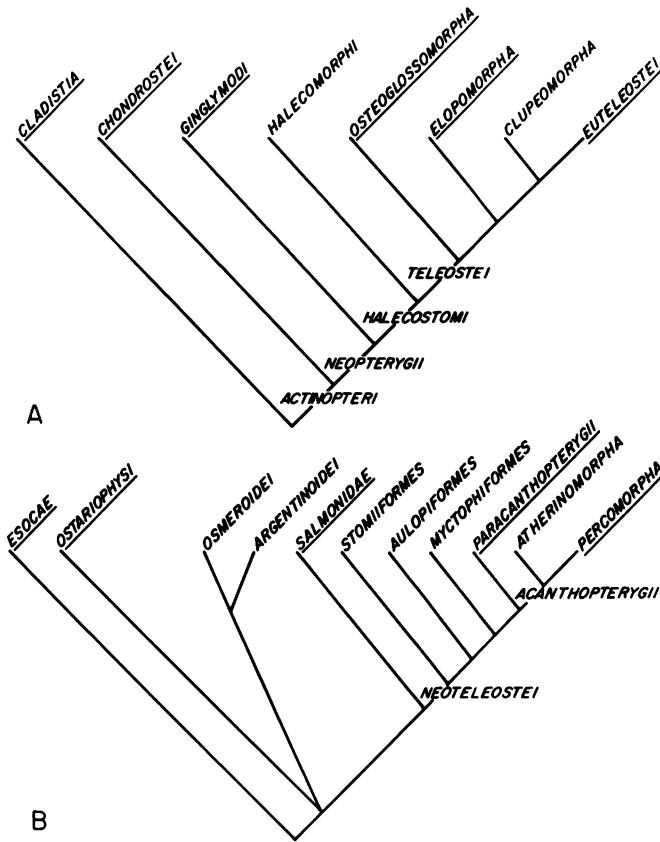 CLADISTIA
CHONDROSTEI
GINGLYMODI
HALECOMORPHI
OSTEOGLOSSOMORPHA
ELOPOMORPHA
CLUPEOMORPHA
EUTELEOSTEI
TELEOSTEI
HALECOSTOMI
NEOPTERYGII
ACTINOPTERI
A
ESOCAE
OSTARIOPHYSI
OSMEROIDEI
ARGENTINOIDEI
SALMONIDAE
STOMIIFORMES
AULOPIFORMES
MYCTOPHIFORMES
PARACANTHOPTERYGII
ATHERINOMORPHA
PERCOMORPHA
ACANTHOPTERYGII
NEOTELEOSTEI
B